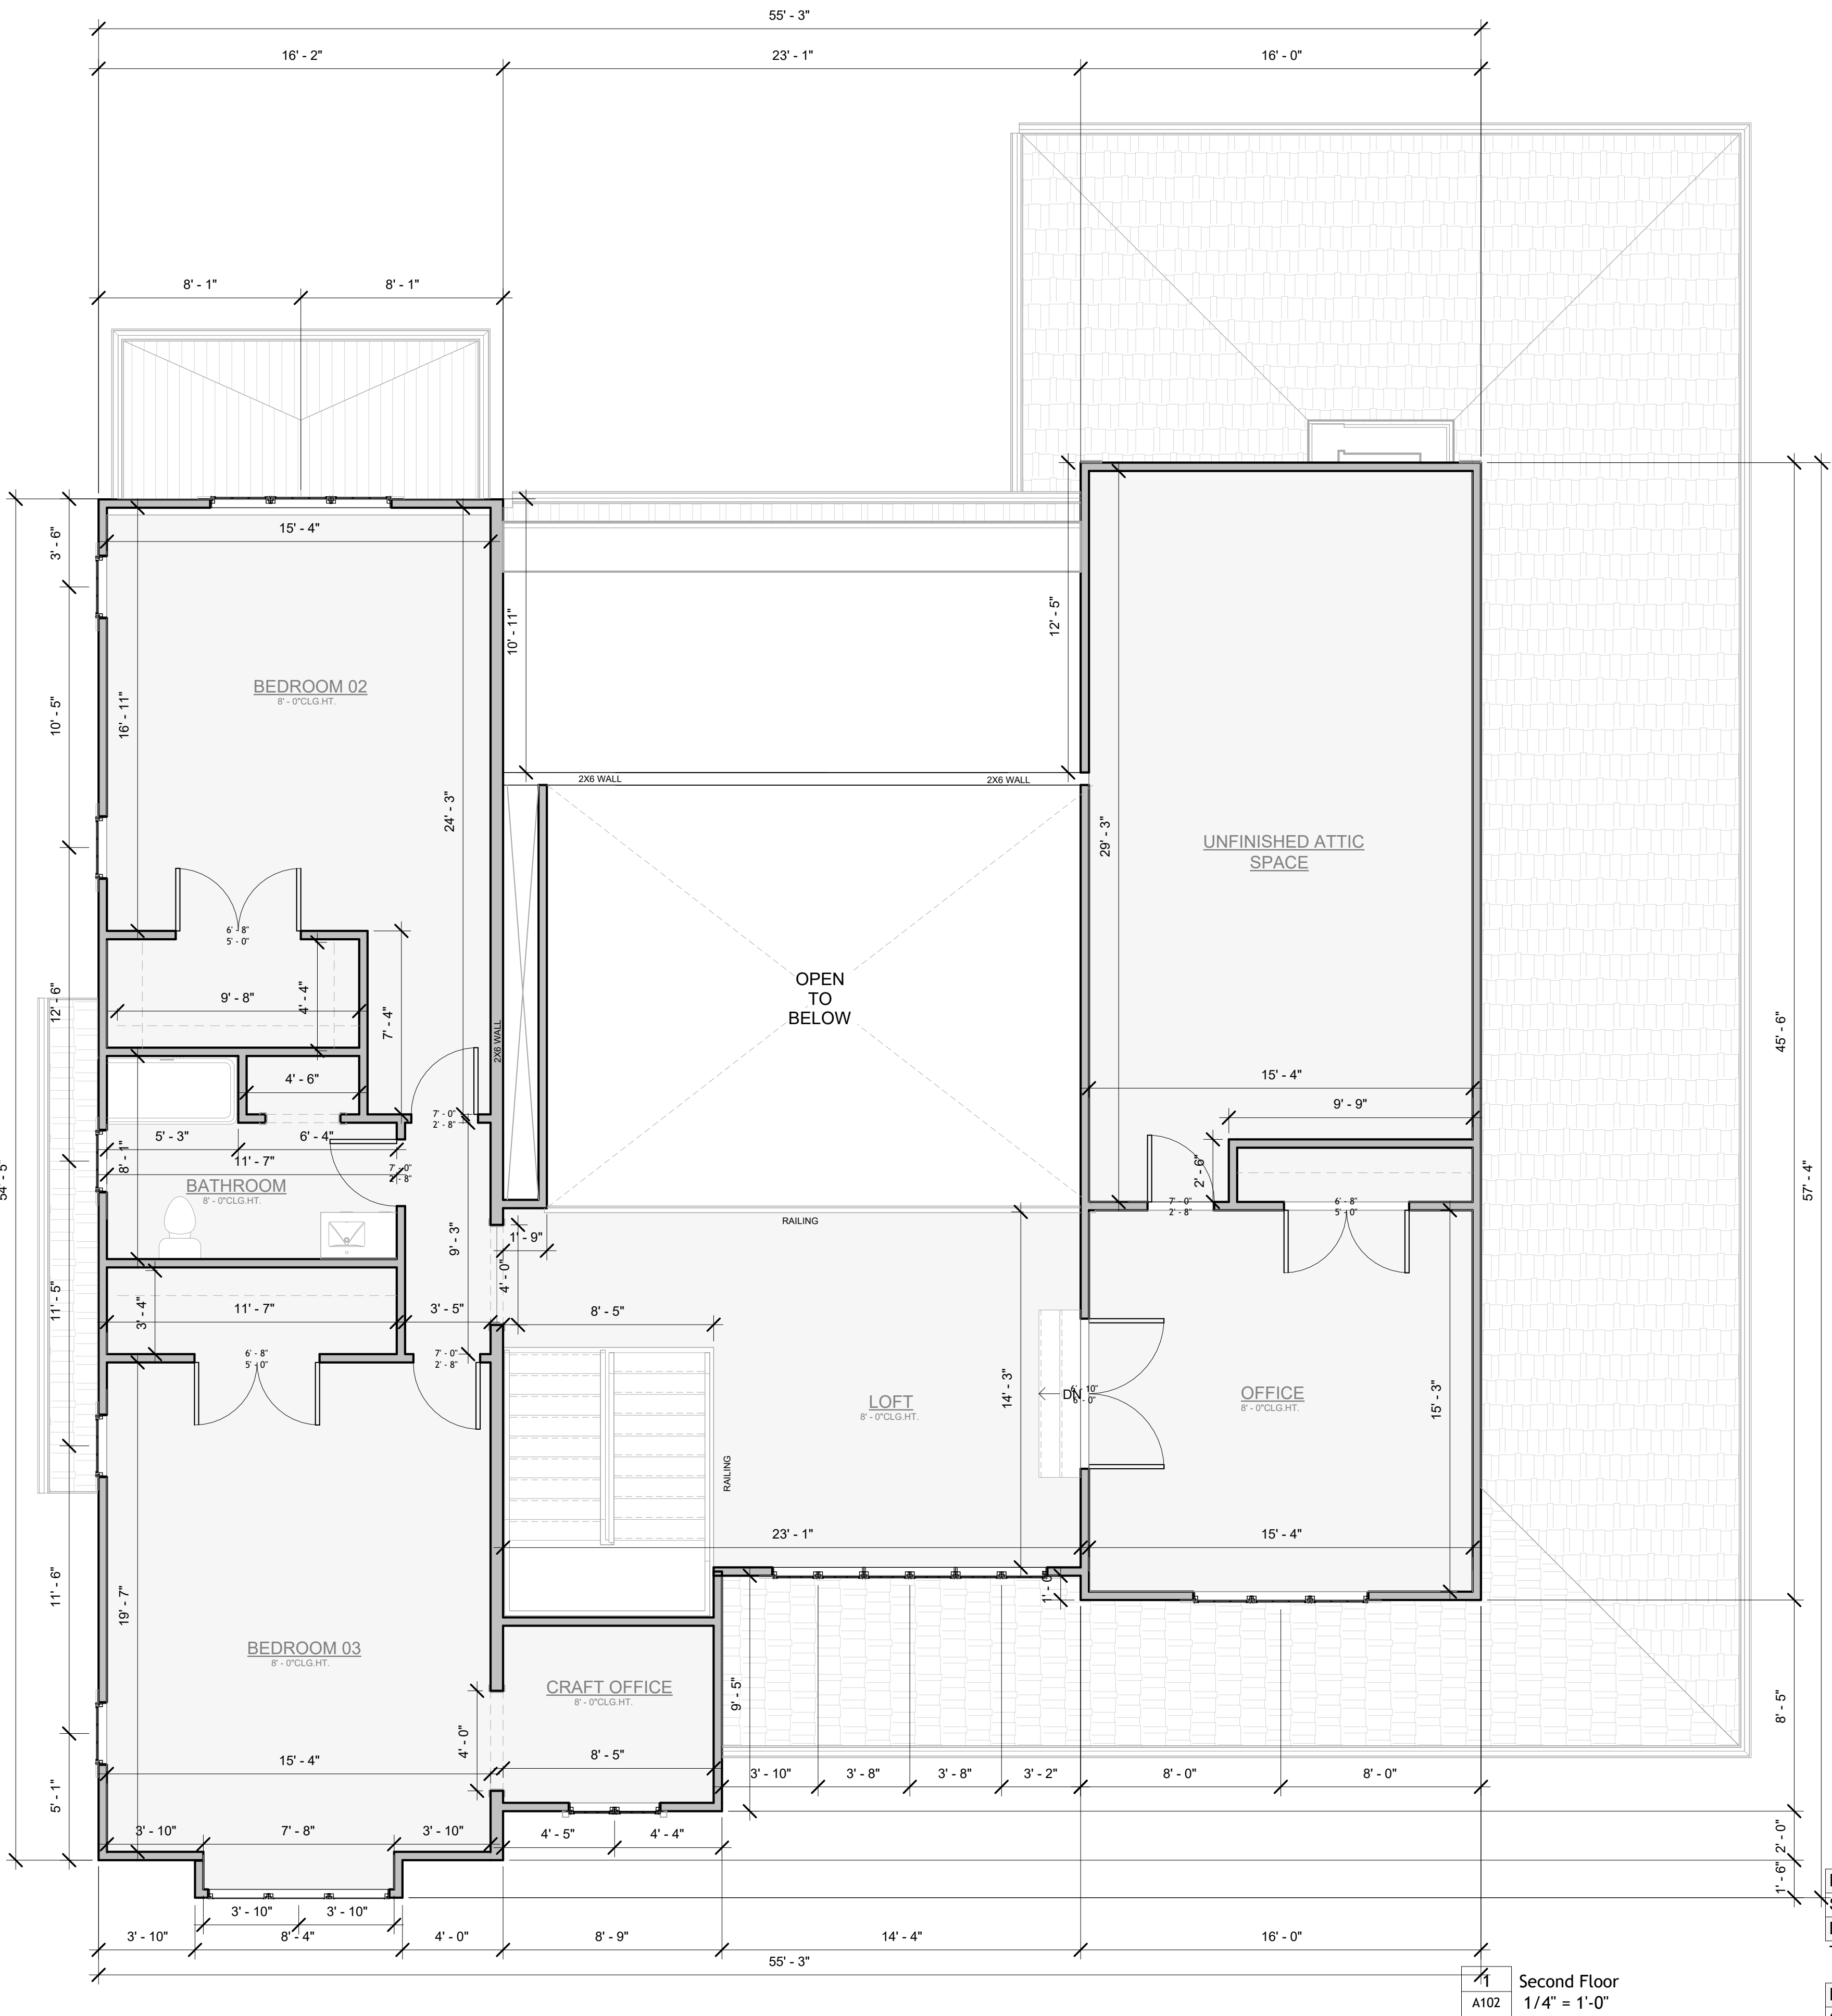 55' - 3"
16' - 2"
23' - 1"
16' - 0"
8' - 1"
8' - 1"
3' - 6"
15' - 4"
10' - 11"
12' - 5"
10' - 5"
16' - 11"
BEDROOM 02
8' - 0"CLG.HT.
24' - 3"
2X6 WALL
2X6 WALL
29' - 3"
UNFINISHED ATTIC
SPACE
6' - 8"
5' - 0"
12' - 6"
9' - 8"
4' - 4"
7' - 4"
2X6 WALL
OPEN
TO
BELOW
45' - 6"
57' - 4"
54' - 5"
4' - 6"
15' - 4"
9' - 9"
7' - 0"
2' - 8"
5' - 3"
6' - 4"
11' - 7"
8' - 1"
7' - 0"
2' - 8"
BATHROOM
8' - 0"CLG.HT.
2' - 6"
7' - 0"
2' - 8"
6' - 8"
5' - 0"
RAILING
9' - 3"
1' - 9"
4' - 0"
11' - 5"
3' - 4"
11' - 7"
3' - 5"
8' - 5"
6' - 8"
5' - 0"
7' - 0"
2' - 8"
14' - 3"
LOFT
8' - 0"CLG.HT.
DN
6' - 10"
6' - 0"
OFFICE
8' - 0"CLG.HT.
15' - 3"
RAILING
23' - 1"
15' - 4"
11' - 6"
19' - 7"
1' - 0"
BEDROOM 03
8' - 0"CLG.HT.
CRAFT OFFICE
8' - 0"CLG.HT.
9' - 5"
8' - 5"
4' - 0"
15' - 4"
8' - 5"
3' - 10"
3' - 8"
3' - 8"
3' - 2"
8' - 0"
8' - 0"
5' - 1"
3' - 10"
7' - 8"
3' - 10"
4' - 5"
4' - 4"
2' - 0"
1' - 6"
3' - 10"
3' - 10"
3' - 10"
8' - 4"
4' - 0"
8' - 9"
14' - 4"
16' - 0"
55' - 3"
1
Second Floor
A102
1/4" = 1'-0"